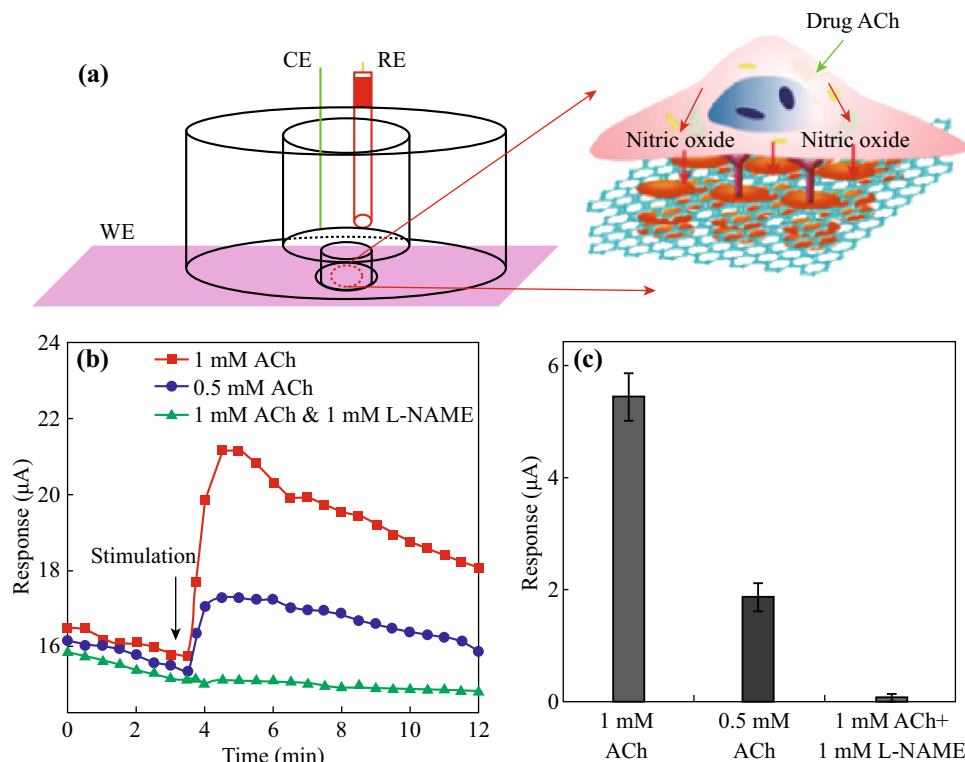 (a)
CE
RE
WE
Drug ACh
Nitric oxide
Nitric oxide
(b)
1 mM ACh
0.5 mM ACh
1 mM ACh & 1 mM L-NAME
Stimulation
Response (μA)
24
22
20
18
16
14
0
2
4
6
8
10
12
Time (min)
(c)
Response (μA)
6
4
2
0
1 mM
ACh
0.5 mM
ACh
1 mM ACh+
1 mM L-NAME